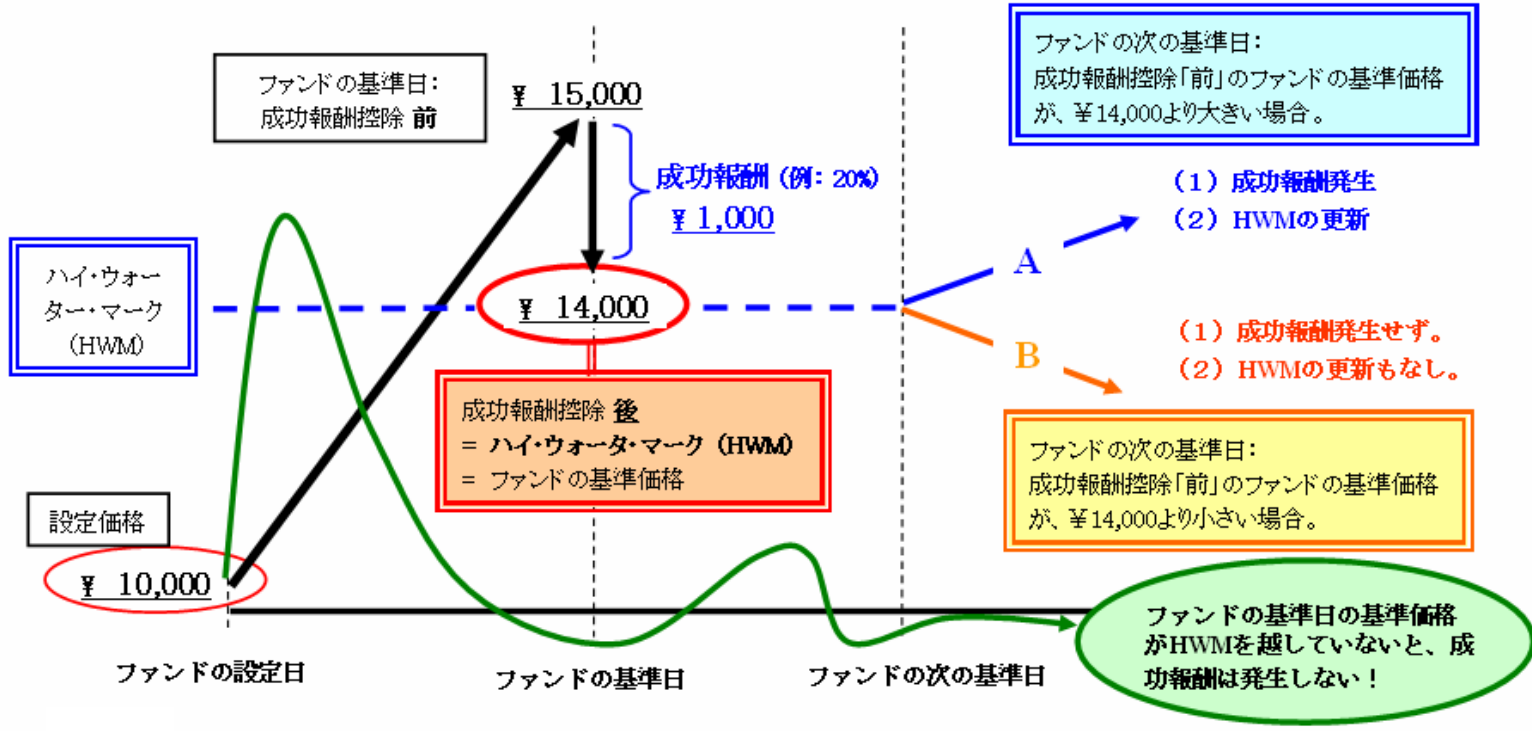 ファンドの基準日:
成功報酬控除 前
¥ 15,000
成功報酬 (例: 20%)
¥ 1,000
ファンドの次の基準日:
成功報酬控除「前」のファンドの基準価格
が、¥14,000より大きい場合。
(1) 成功報酬発生
(2) HWMの更新
A
ハイ・ウォー
ター・マーク
(HWM)
¥ 14,000
B
(1) 成功報酬発生せず。
(2) HWMの更新もなし。
成功報酬控除 後
= ハイ・ウォータ・マーク (HWM)
= ファンドの基準価格
ファンドの次の基準日:
成功報酬控除「前」のファンドの基準価格
が、¥14,000より小さい場合。
設定価格
¥ 10,000
ファンドの基準日の基準価格
がHWMを越していないと、成
功報酬は発生しない!
ファンドの設定日
ファンドの基準日
ファンドの次の基準日